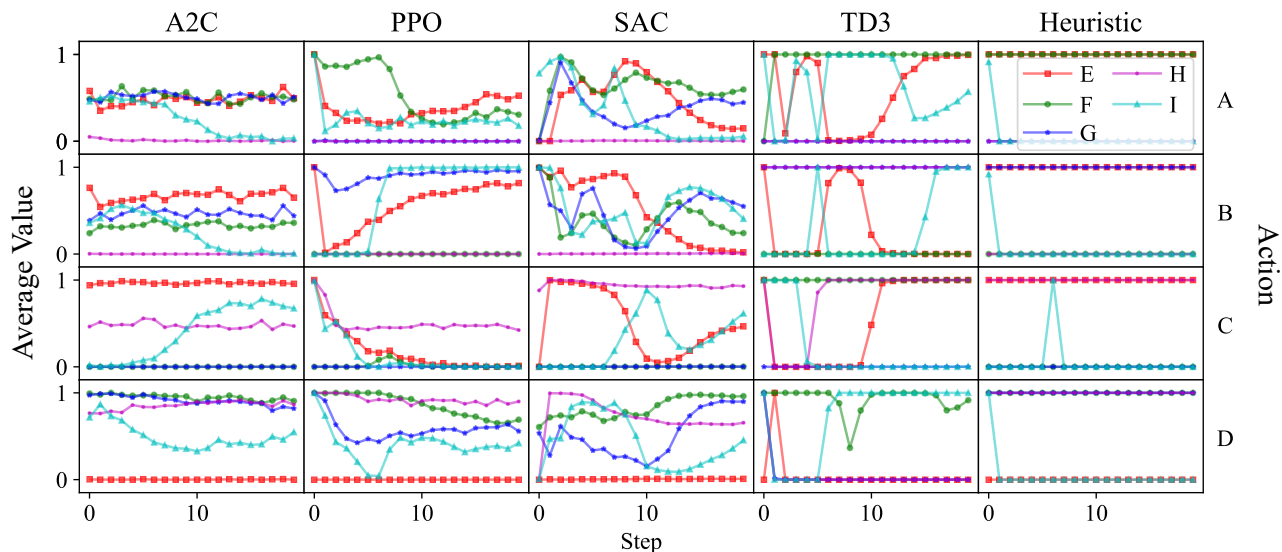 A2C PPO SAC TD3 Heuristic
1
0
E H
F I
G
A
1
0
B
1
0
C
1
0
D
Average Value
Action
0 10 0 10 0 10 0 10 0 10
Step